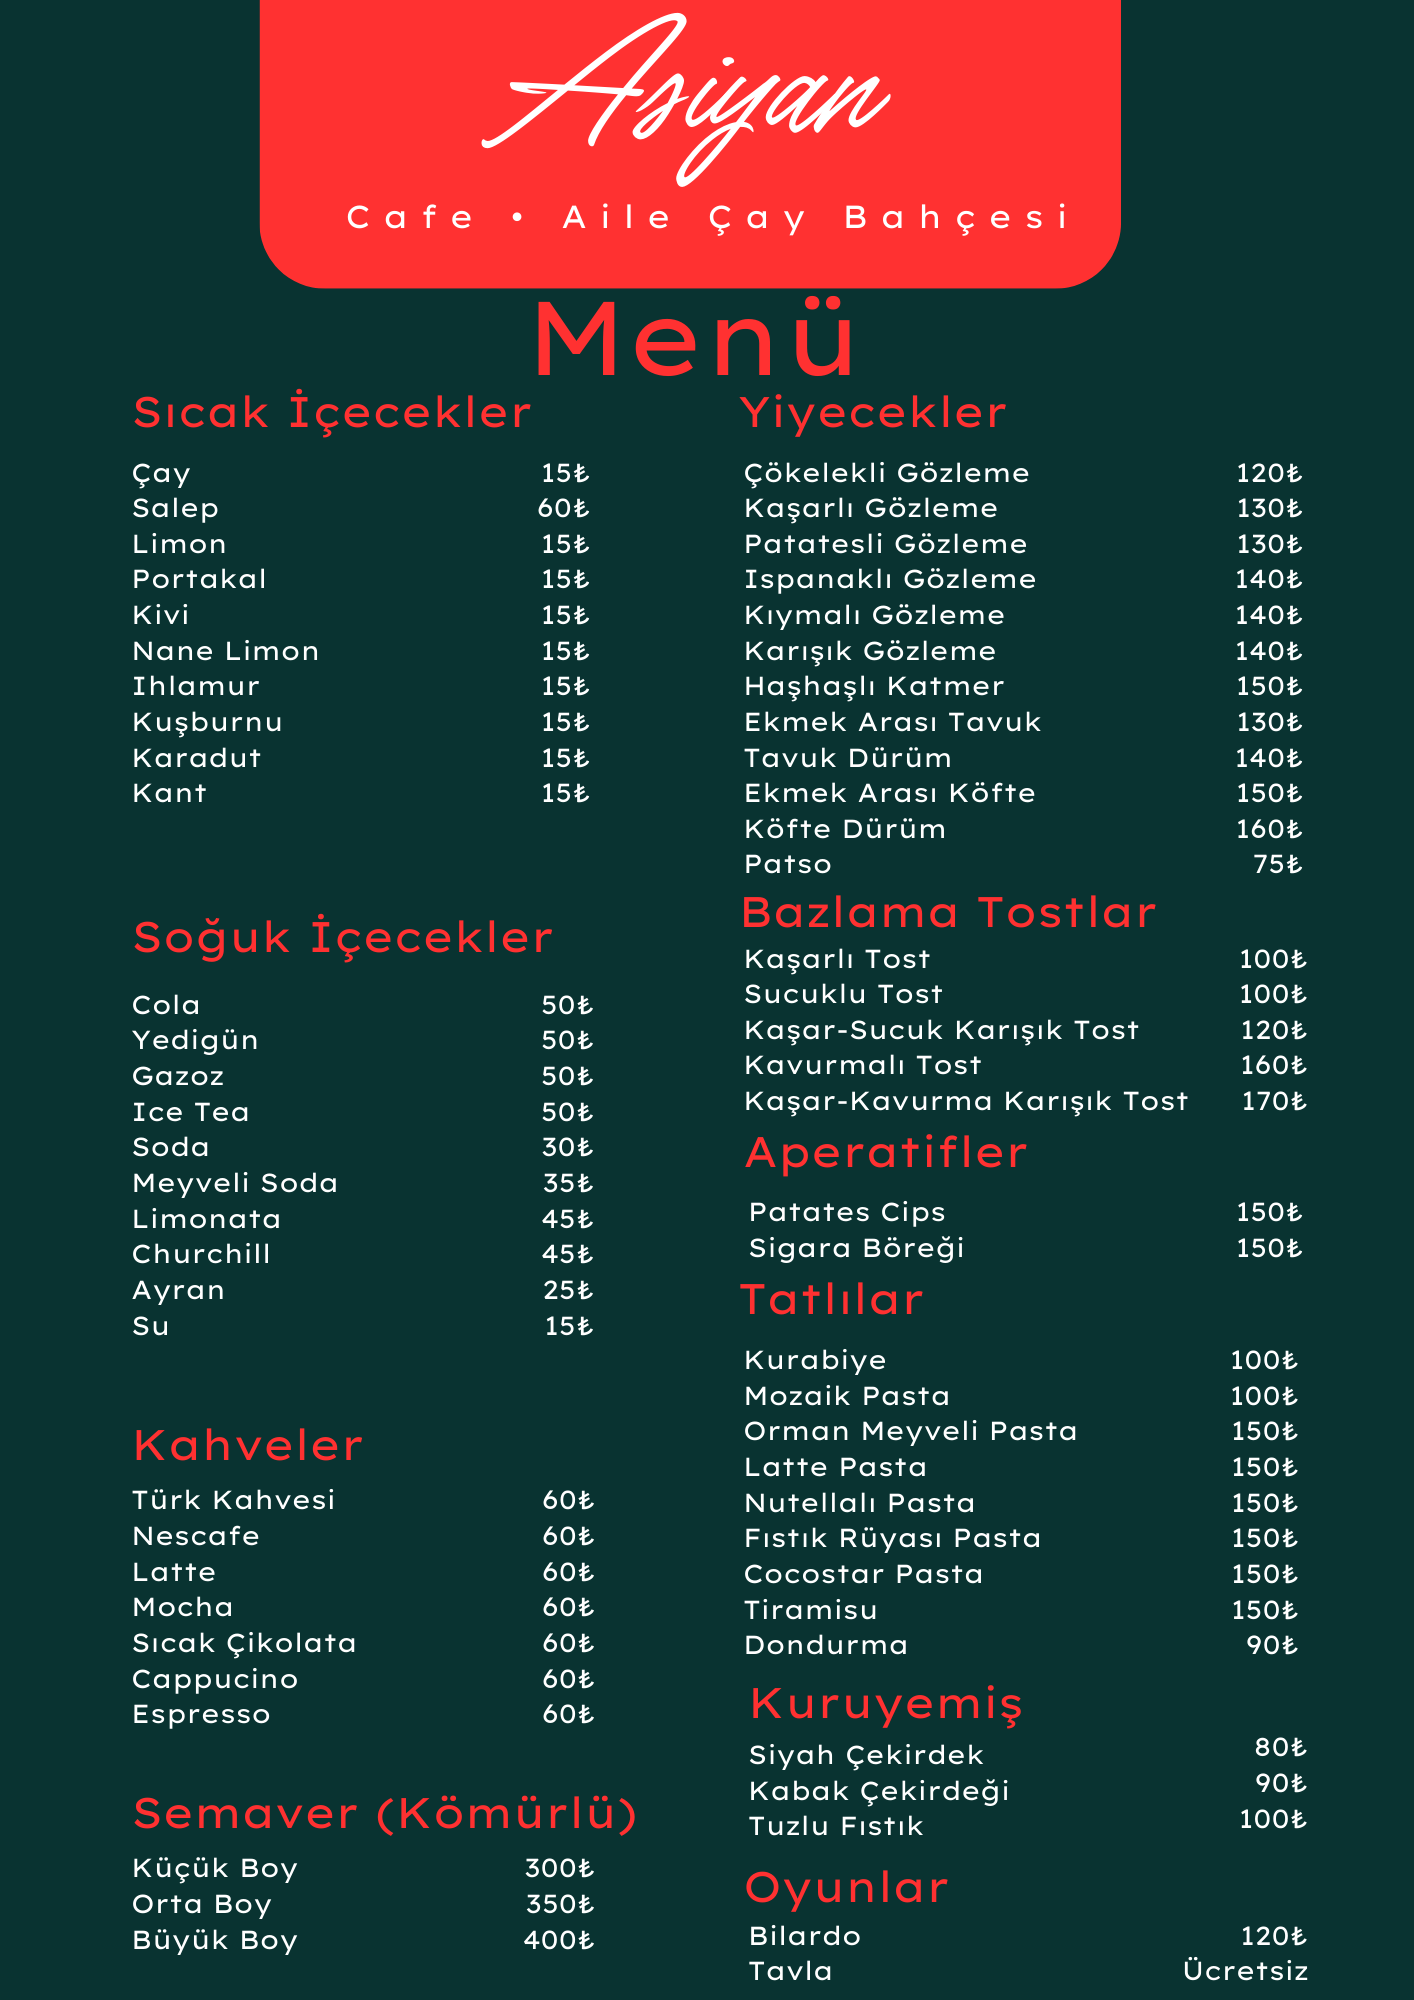 Asiyan
Cafe • Aile Çay Bahçesi
Menü
Sıcak İçecekler
Çay 15₺
Salep 60₺
Limon 15₺
Portakal 15₺
Kivi 15₺
Nane Limon 15₺
Ihlamur 15₺
Kuşburnu 15₺
Karadut 15₺
Kant 15₺
Soğuk İçecekler
Cola 50₺
Yedigün 50₺
Gazoz 50₺
Ice Tea 50₺
Soda 30₺
Meyveli Soda 35₺
Limonata 45₺
Churchill 45₺
Ayran 25₺
Su 15₺
Kahveler
Türk Kahvesi 60₺
Nescafe 60₺
Latte 60₺
Mocha 60₺
Sıcak Çikolata 60₺
Cappucino 60₺
Espresso 60₺
Semaver (Kömürlü)
Küçük Boy 300₺
Orta Boy 350₺
Büyük Boy 400₺
Yiyecekler
Çökelekli Gözleme 120₺
Kaşarlı Gözleme 130₺
Patatesli Gözleme 130₺
Ispanaklı Gözleme 140₺
Kıymalı Gözleme 140₺
Karışık Gözleme 140₺
Haşhaşlı Katmer 150₺
Ekmek Arası Tavuk 130₺
Tavuk Dürüm 140₺
Ekmek Arası Köfte 150₺
Köfte Dürüm 160₺
Patso 75₺
Bazlama Tostlar
Kaşarlı Tost 100₺
Sucuklu Tost 100₺
Kaşar-Sucuk Karışık Tost 120₺
Kavurmalı Tost 160₺
Kaşar-Kavurma Karışık Tost 170₺
Aperatifler
Patates Cips 150₺
Sigara Böreği 150₺
Tatlılar
Kurabiye 100₺
Mozaik Pasta 100₺
Orman Meyveli Pasta 150₺
Latte Pasta 150₺
Nutellalı Pasta 150₺
Fıstık Rüyası Pasta 150₺
Cocostar Pasta 150₺
Tiramisu 150₺
Dondurma 90₺
Kuruyemiş
Siyah Çekirdek 80₺
Kabak Çekirdeği 90₺
Tuzlu Fıstık 100₺
Oyunlar
Bilardo 120₺
Tavla Ücretsiz